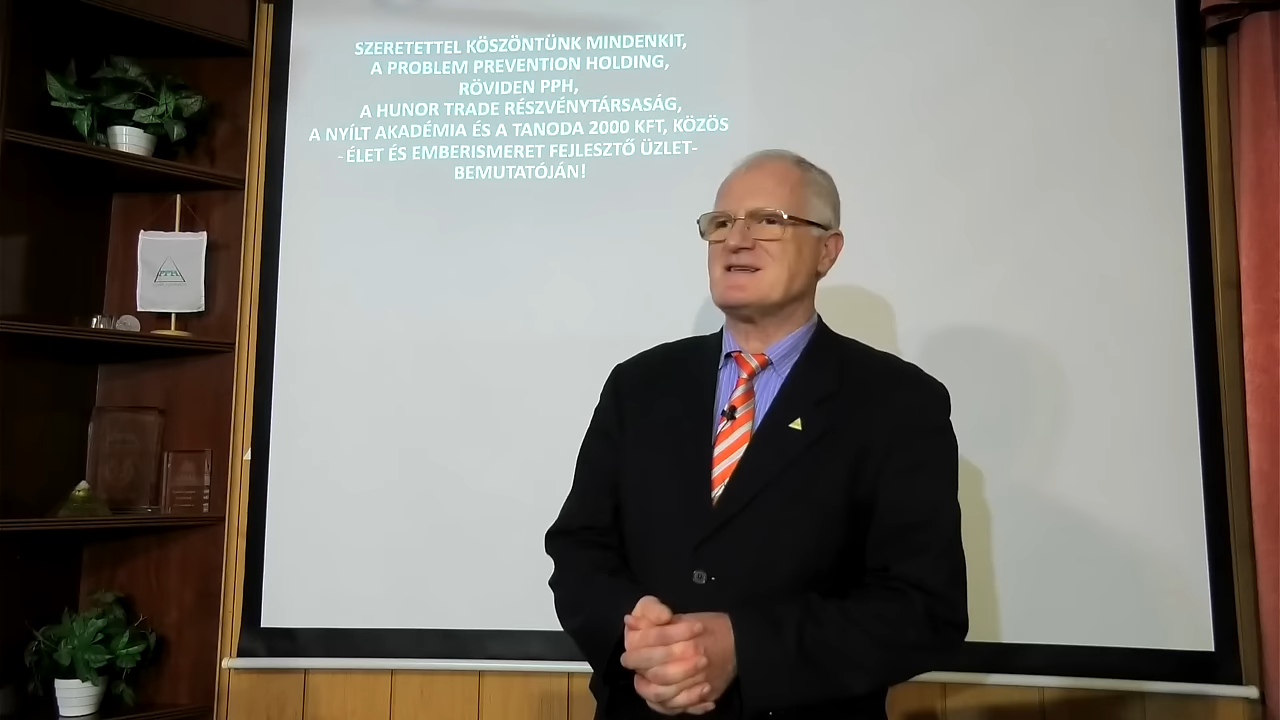 SZERETETTEL KÖSZÖNTÜNK MINDENKIT,
A PROBLEM PREVENTION HOLDING,
RÖVIDEN PPH,
A HUNOR TRADE RÉSZVÉNYTÁRSASÁG,
A NYÍLT AKADÉMIA ÉS A TANODA 2000 KFT, KÖZÖS
- ÉLET ÉS EMBERISMERET FEJLESZTŐ ÜZLET-
BEMUTATÓJÁN!
PPH